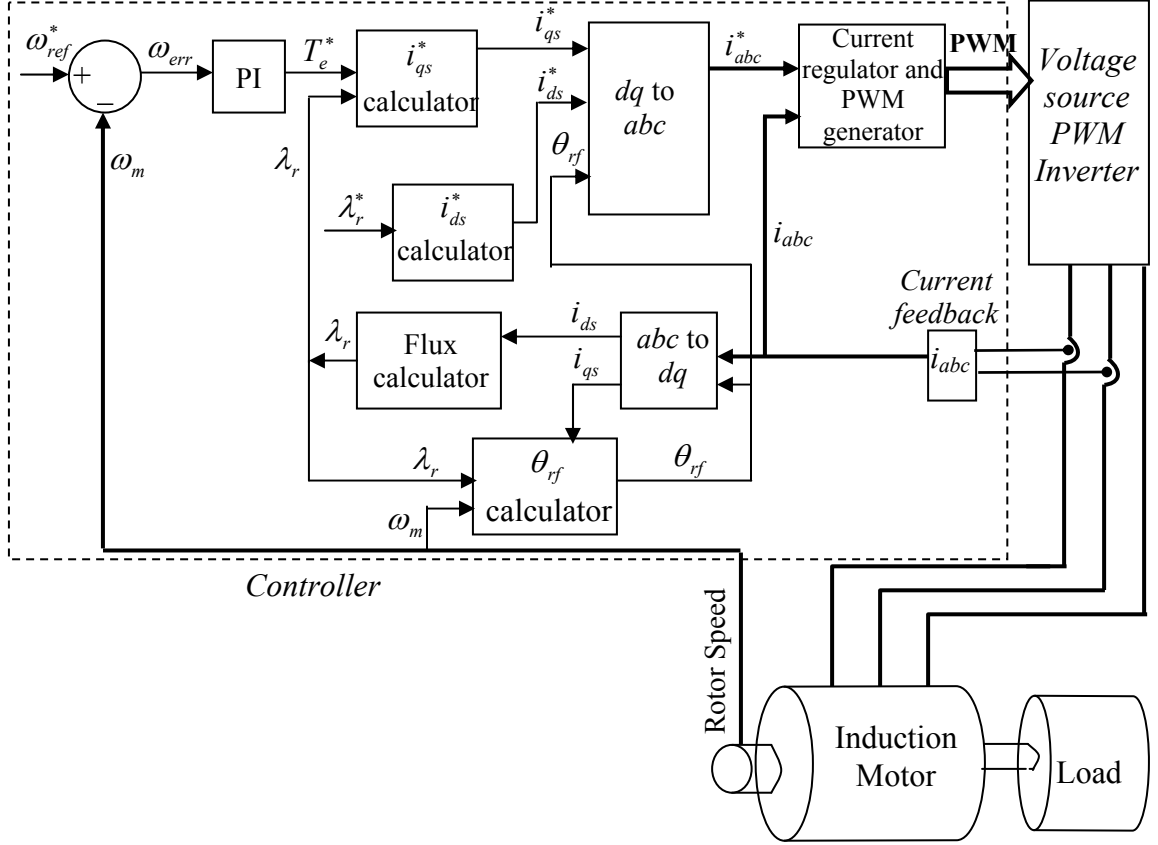 ω*ref
+
−
ωerr
PI
T*e
i*qs
calculator
i*qs
i*ds
θrf
dq to
abc
i*abc
Current
regulator and
PWM
generator
PWM
Voltage
source
PWM
Inverter
ωm
λr
λ*r
i*ds
calculator
iabc
Current
feedback
iabc
λr
Flux
calculator
ids
iqs
abc to
dq
λr
ωm
θrf
calculator
θrf
Controller
Rotor Speed
Induction
Motor
Load